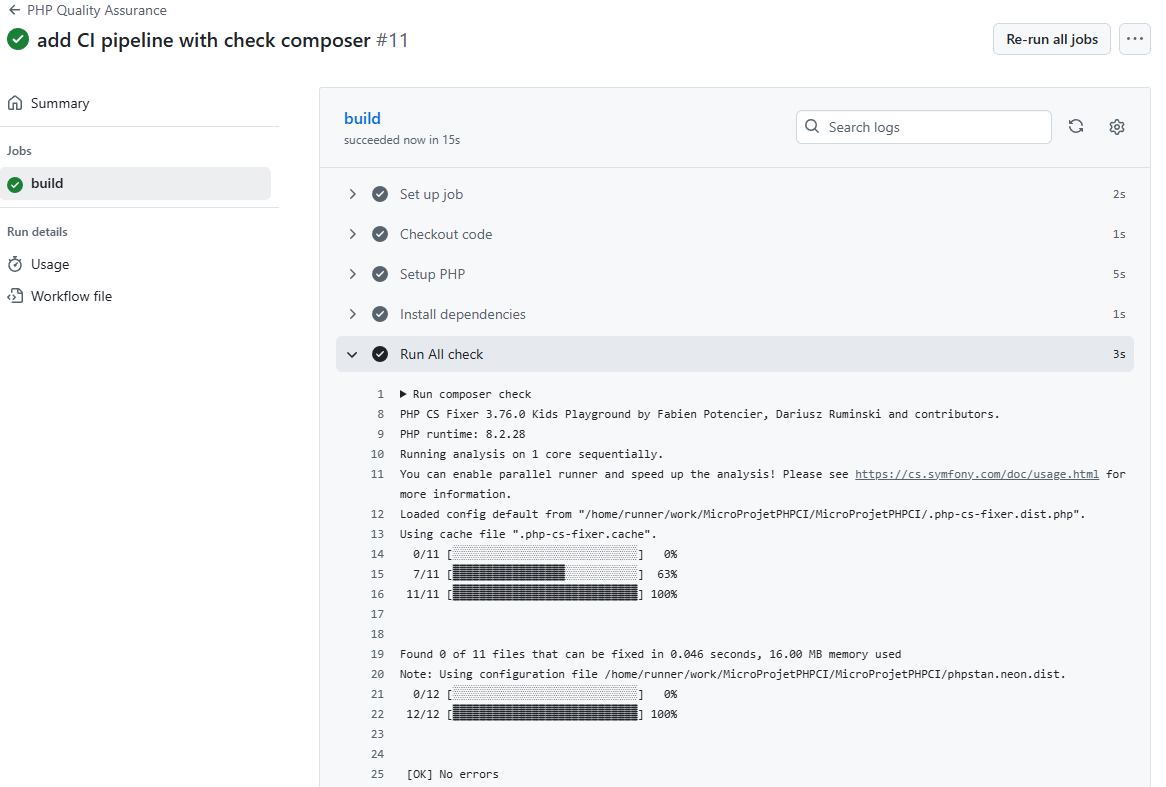 PHP Quality Assurance
add CI pipeline with check composer #11
Re-run all jobs
Summary
Jobs
build
Run details
Usage
Workflow file
build
succeeded now in 15s
Search logs
Set up job 2s
Checkout code 1s
Setup PHP 5s
Install dependencies 1s
Run All check 3s
1 ▶ Run composer check
8 PHP CS Fixer 3.76.0 Kids Playground by Fabien Potencier, Dariusz Ruminski and contributors.
9 PHP runtime: 8.2.28
10 Running analysis on 1 core sequentially.
11 You can enable parallel runner and speed up the analysis! Please see https://cs.symfony.com/doc/usage.html for
more information.
12 Loaded config default from "/home/runner/work/MicroProjetPHPCI/MicroProjetPHPCI/.php-cs-fixer.dist.php".
13 Using cache file ".php-cs-fixer.cache".
14 0/11 [░░░░░░░░░░░░░░░░░░░░░░░░░░░░] 0%
15 7/11 [▓▓▓▓▓▓▓▓▓▓▓▓▓▓▓▓▓░░░░░░░░░░░] 63%
16 11/11 [▓▓▓▓▓▓▓▓▓▓▓▓▓▓▓▓▓▓▓▓▓▓▓▓▓▓▓▓] 100%
17
18
19 Found 0 of 11 files that can be fixed in 0.046 seconds, 16.00 MB memory used
20 Note: Using configuration file /home/runner/work/MicroProjetPHPCI/MicroProjetPHPCI/phpstan.neon.dist.
21 0/12 [░░░░░░░░░░░░░░░░░░░░░░░░░░░░] 0%
22 12/12 [▓▓▓▓▓▓▓▓▓▓▓▓▓▓▓▓▓▓▓▓▓▓▓▓▓▓▓▓] 100%
23
24
25 [OK] No errors